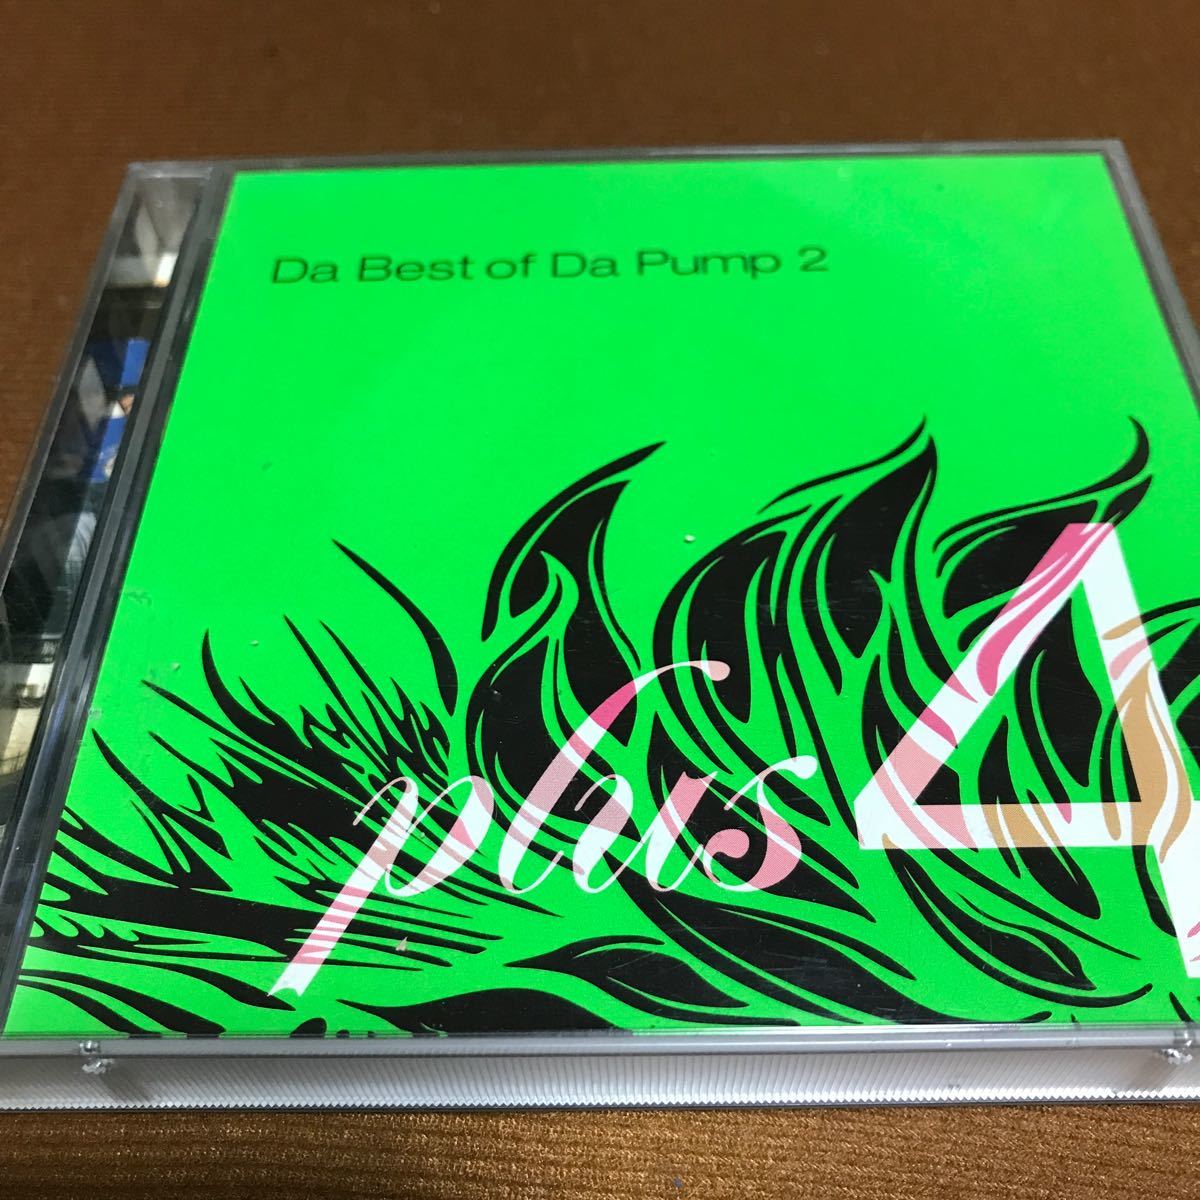 Da Best of Da Pump 2
plus 4